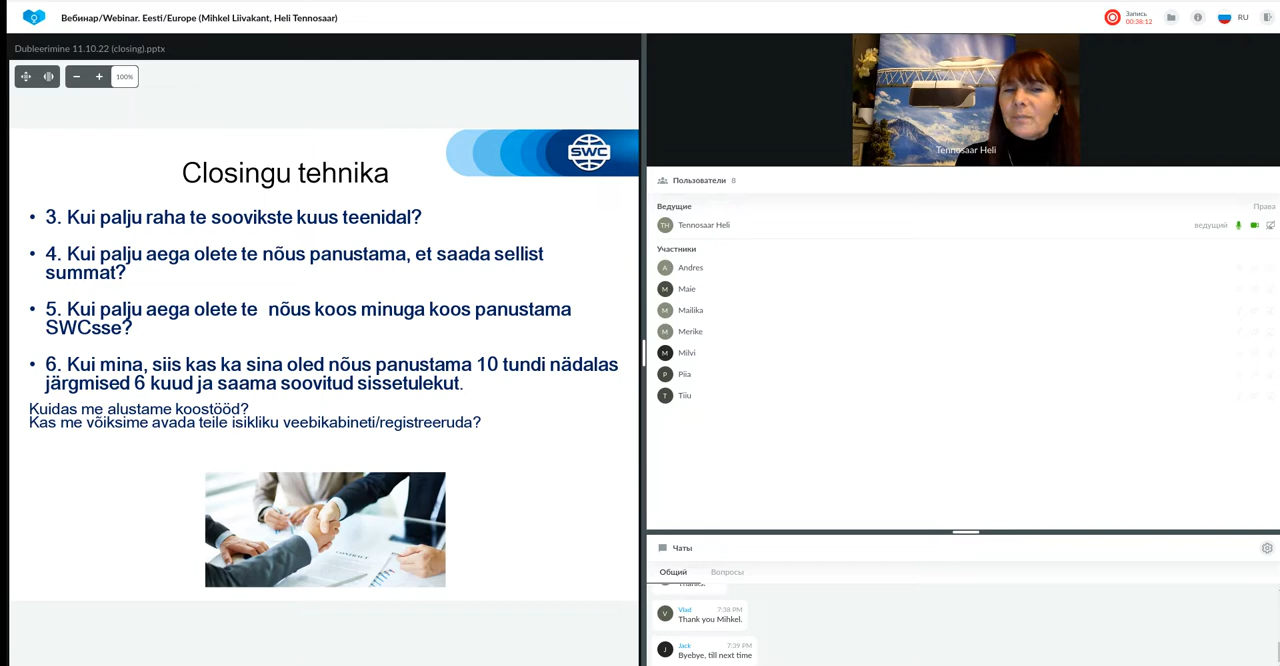 Вебинар/Webinar. Eesti/Europe (Mihkel Liivakant, Heli Tennosaar)
Запись
00:38:12
RU
Dubleerimine 11.10.22 (closing).pptx
100%
SWC
Closingu tehnika
• 3. Kui palju raha te soovikste kuus teenidal?
• 4. Kui palju aega olete te nõus panustama, et saada sellist
summat?
• 5. Kui palju aega olete te nõus koos minuga koos panustama
SWCsse?
• 6. Kui mina, siis kas ka sina oled nõus panustama 10 tundi nädalas
järgmised 6 kuud ja saama soovitud sissetulekut.
Kuidas me alustame koostööd?
Kas me võiksime avada teile isikliku veebikabineti/registreeruda?
CONTRACT
Tennosaar Heli
Пользователи 8
Ведущие
Права
TH Tennosaar Heli
ведущий
Участники
A Andres
M Maie
M Mailika
M Merike
M Milvi
P Piia
T Tiiu
Чаты
Общий
Вопросы
Thanks.
V Vlad 7:38 PM
Thank you Mihkel.
J Jack 7:39 PM
Byebye, till next time